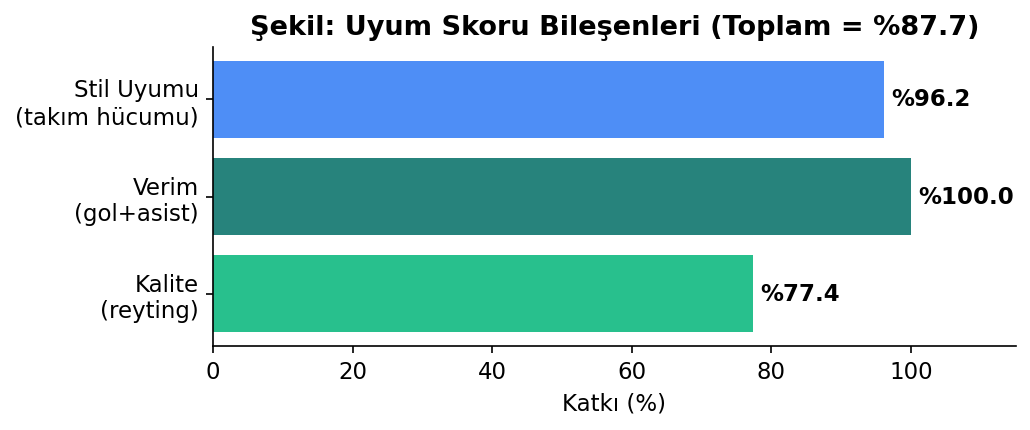 Şekil: Uyum Skoru Bileşenleri (Toplam = %87.7)
Stil Uyumu
(takım hücumu)
%96.2
Verim
(gol+asist)
%100.0
Kalite
(reyting)
%77.4
0 20 40 60 80 100
Katkı (%)